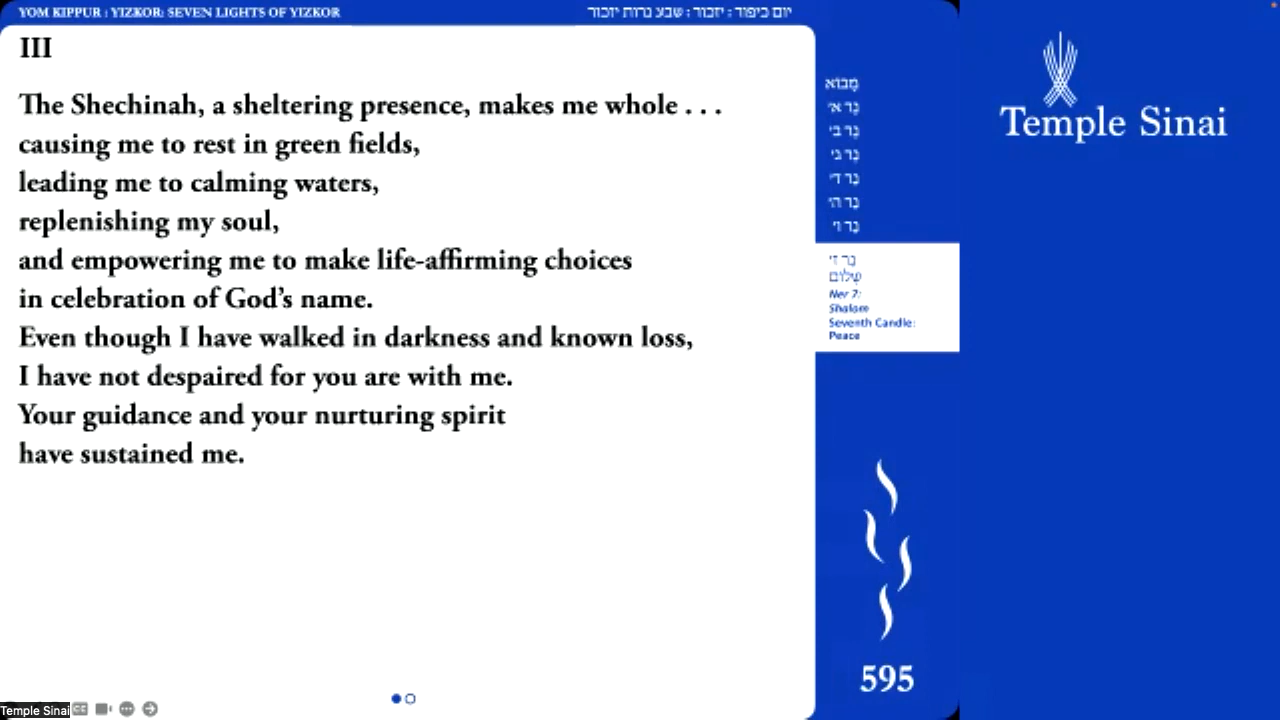 YOM KIPPUR : YIZKOR: SEVEN LIGHTS OF YIZKOR
יום כיפור : יזכור : שבע נרות יזכור
III
The Shechinah, a sheltering presence, makes me whole . . .
causing me to rest in green fields,
leading me to calming waters,
replenishing my soul,
and empowering me to make life-affirming choices
in celebration of God’s name.
Even though I have walked in darkness and known loss,
I have not despaired for you are with me.
Your guidance and your nurturing spirit
have sustained me.
מָבוֹא
נֵר א׳
נֵר ב׳
נֵר ג׳
נֵר ד׳
נֵר ה׳
נֵר ו׳
נֵר ז׳
שָׁלוֹם
Ner 7:
Shalom
Seventh Candle:
Peace
595
Temple Sinai
Temple Sinai
CC